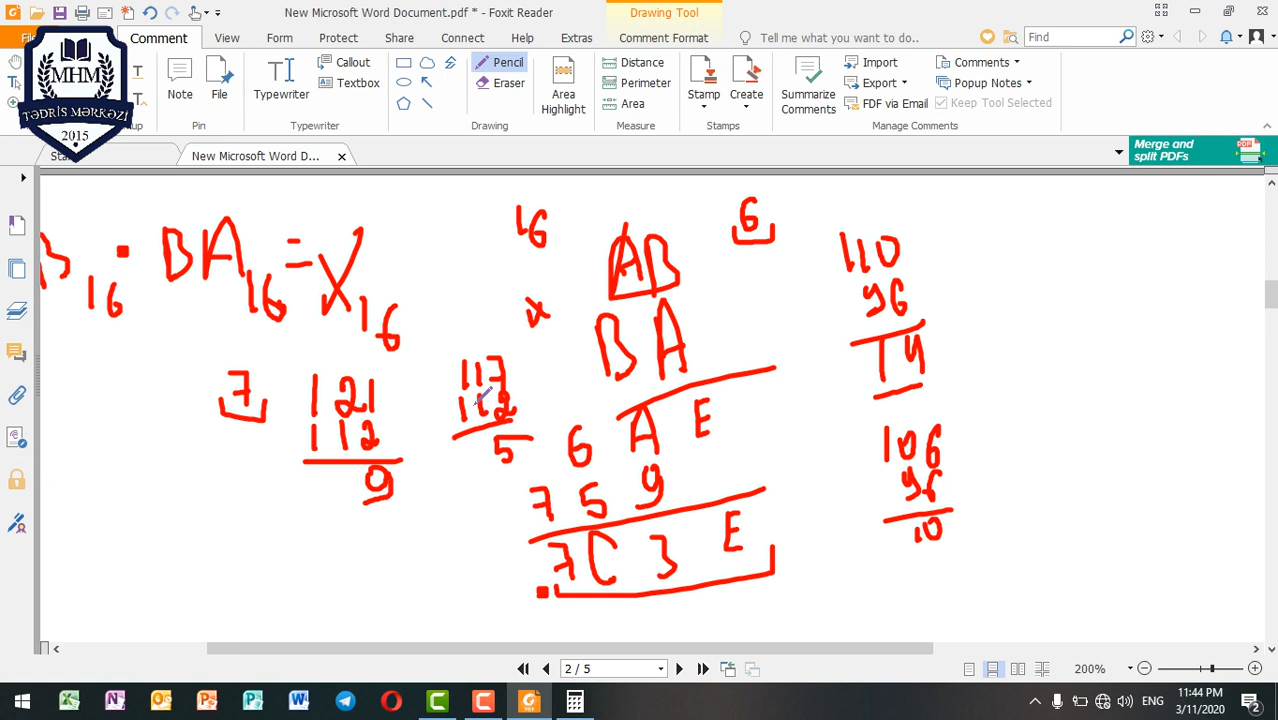 New Microsoft Word Document.pdf * - Foxit Reader
Drawing Tool
Comment View Form Protect Share Connect Help Extras Comment Format
Tell me what you want to do...
Find
MHM
TƏDRİS MƏRKƏZİ
2015
Note
File
Pin
Typewriter
Callout
Textbox
Typewriter
Pencil
Eraser
Drawing
Area Highlight
Distance
Perimeter
Area
Measure
Stamp
Create
Stamps
Summarize Comments
Import
Export
FDF via Email
Comments
Popup Notes
Keep Tool Selected
Manage Comments
New Microsoft Word D...
Merge and split PDFs
16 · BA16 = X16
16
AB
6
×
BA
A E
6
7 5 9
7C 3 E
7
121
112
9
117
112
5
110
96
14
106
96
10
2 / 5
200%
ENG
11:44 PM
3/11/2020
2